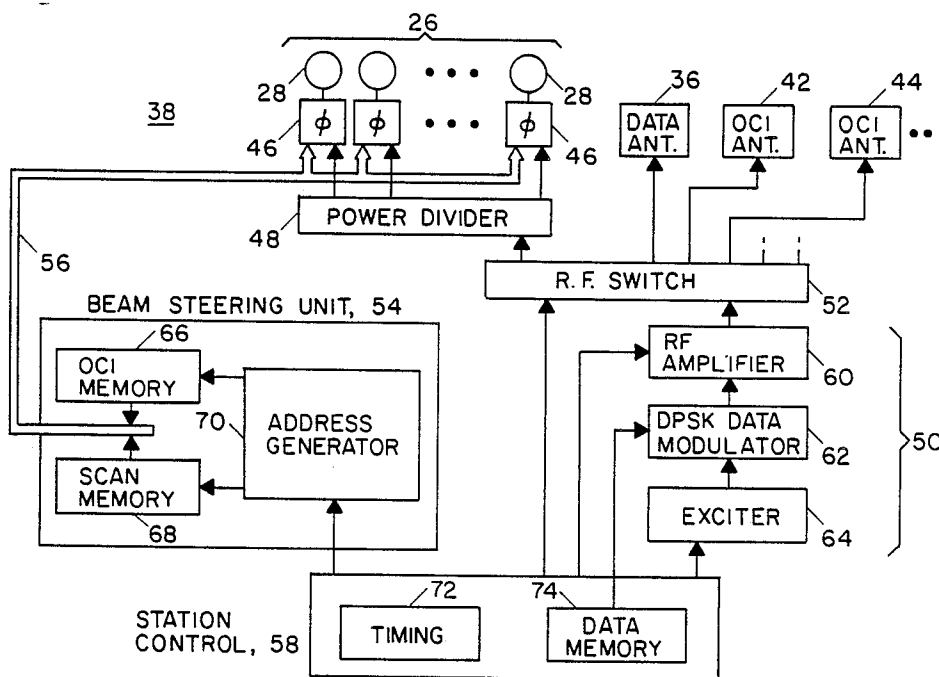 26
28
28
36
42
44
38
46
ϕ
ϕ
ϕ
46
DATA
ANT.
OCI
ANT.
OCI
ANT.
48
POWER DIVIDER
56
R.F. SWITCH
52
BEAM STEERING UNIT, 54
66
OCI
MEMORY
70
ADDRESS
GENERATOR
SCAN
MEMORY
68
RF
AMPLIFIER
60
DPSK DATA
MODULATOR
62
50
EXCITER
64
STATION
CONTROL, 58
72
TIMING
74
DATA
MEMORY